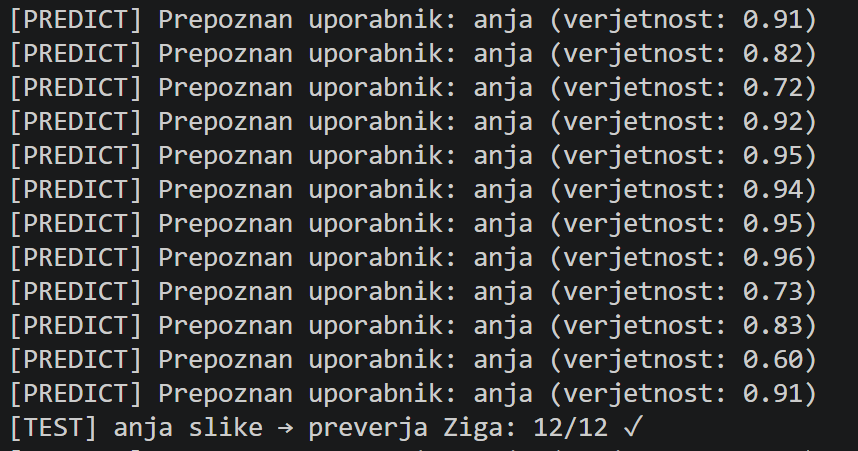 [PREDICT] Prepoznan uporabnik: anja (verjetnost: 0.91)
[PREDICT] Prepoznan uporabnik: anja (verjetnost: 0.82)
[PREDICT] Prepoznan uporabnik: anja (verjetnost: 0.72)
[PREDICT] Prepoznan uporabnik: anja (verjetnost: 0.92)
[PREDICT] Prepoznan uporabnik: anja (verjetnost: 0.95)
[PREDICT] Prepoznan uporabnik: anja (verjetnost: 0.94)
[PREDICT] Prepoznan uporabnik: anja (verjetnost: 0.95)
[PREDICT] Prepoznan uporabnik: anja (verjetnost: 0.96)
[PREDICT] Prepoznan uporabnik: anja (verjetnost: 0.73)
[PREDICT] Prepoznan uporabnik: anja (verjetnost: 0.83)
[PREDICT] Prepoznan uporabnik: anja (verjetnost: 0.60)
[PREDICT] Prepoznan uporabnik: anja (verjetnost: 0.91)
[TEST] anja slike → preverja Ziga: 12/12 ✓